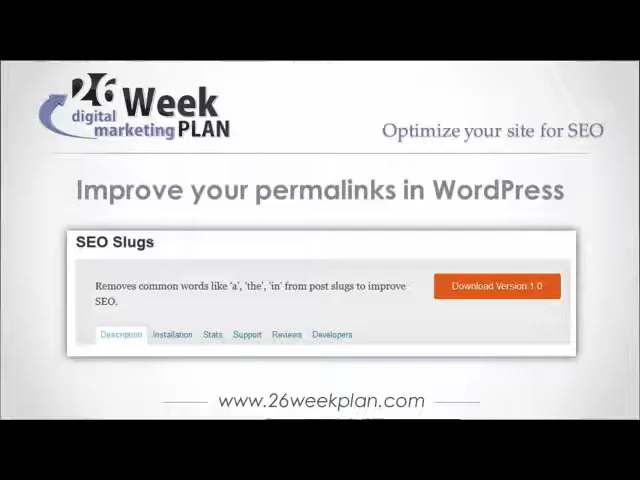 26 Week
digital
marketing PLAN
Optimize your site for SEO
Improve your permalinks in WordPress
SEO Slugs
Removes common words like 'a', 'the', 'in' from post slugs to improve
SEO.
Download Version 1.0
Description Installation Stats Support Reviews Developers
www.26weekplan.com